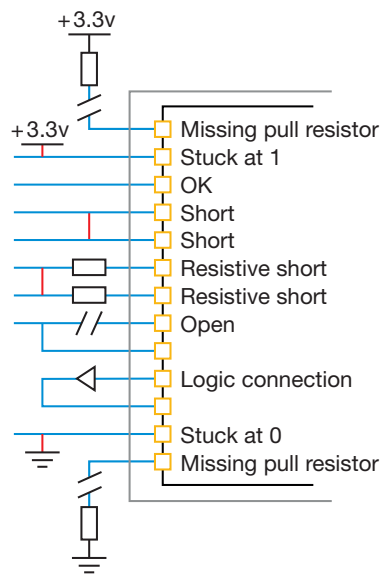 +3.3v
Missing pull resistor
+3.3v
Stuck at 1
OK
Short
Short
Resistive short
Resistive short
Open
Logic connection
Stuck at 0
Missing pull resistor